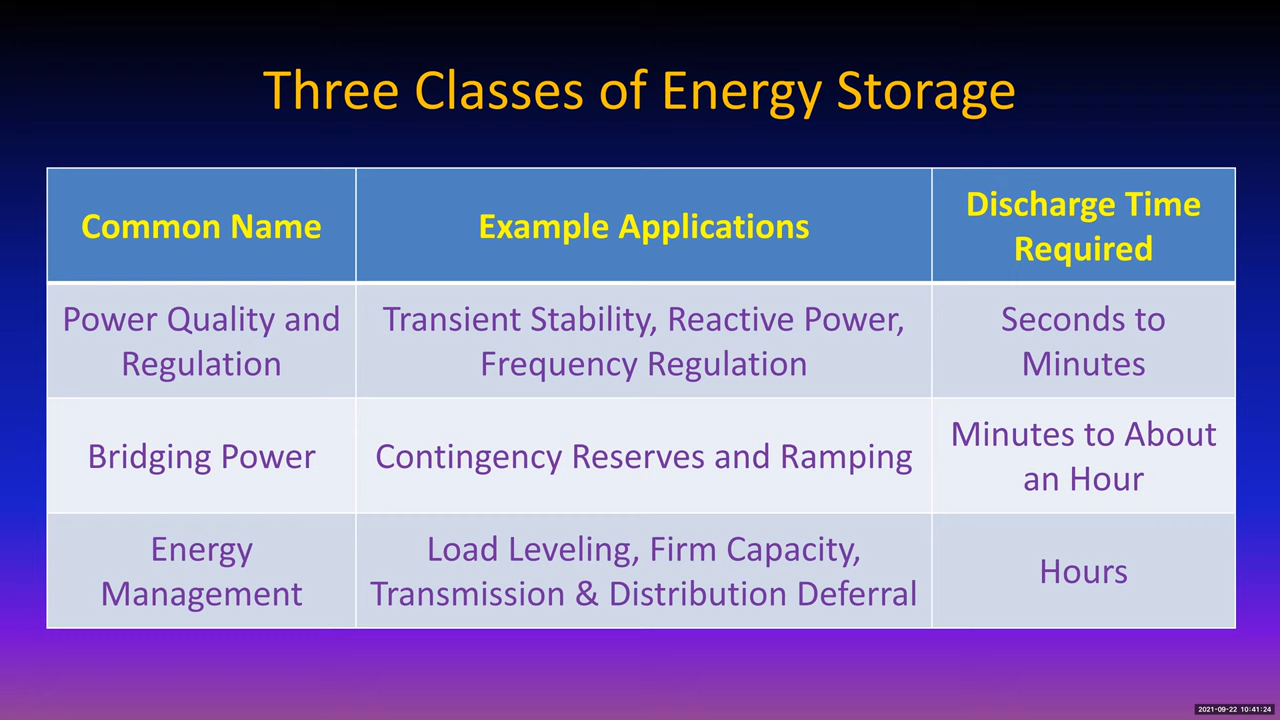 Three Classes of Energy Storage
Common Name
Example Applications
Discharge Time
Required
Power Quality and
Regulation
Transient Stability, Reactive Power,
Frequency Regulation
Seconds to
Minutes
Bridging Power
Contingency Reserves and Ramping
Minutes to About
an Hour
Energy
Management
Load Leveling, Firm Capacity,
Transmission & Distribution Deferral
Hours
2021-09-22 10:41:24